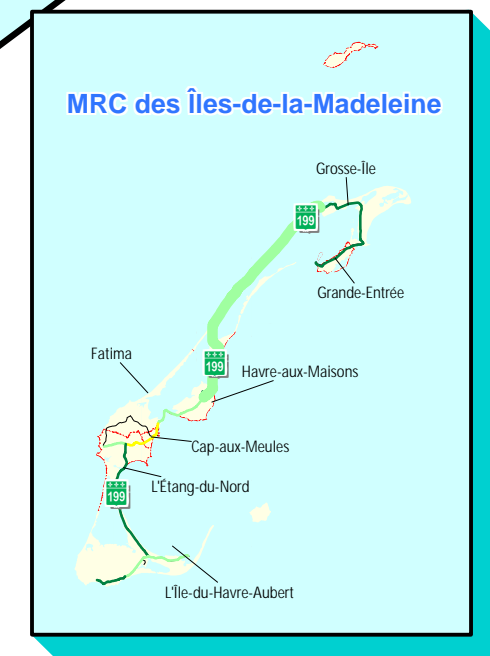 MRC des Îles-de-la-Madeleine
Grosse-Île
199
Grande-Entrée
Fatima
199
Havre-aux-Maisons
Cap-aux-Meules
L'Étang-du-Nord
199
L'Île-du-Havre-Aubert